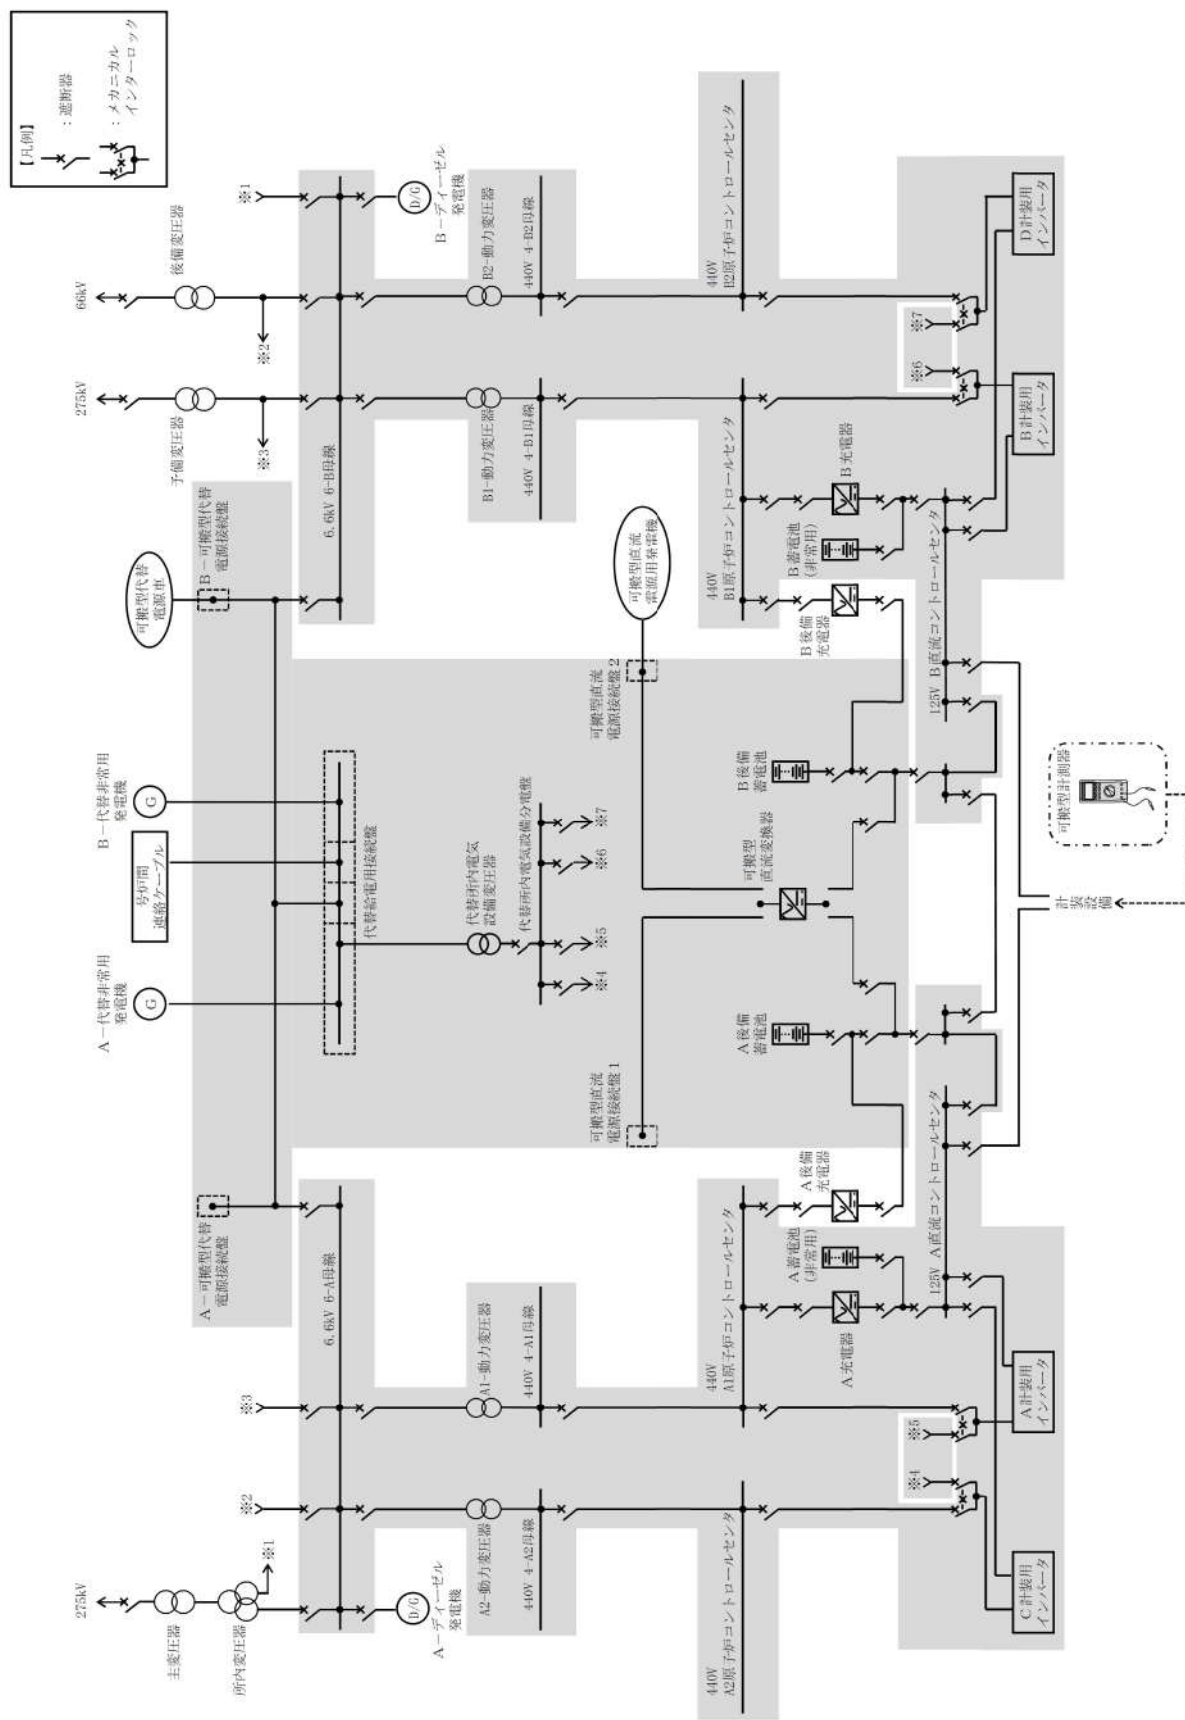 【凡例】
：遮断器
：メカニカル
インターロック
275kV
主変圧器
所内変圧器
※1
※2
※3
A－ディーゼル
発電機
D/G
6.6kV 6-A母線
A－可搬型代替
電源接続盤
A－代替非常用
発電機
G
号炉間
連絡ケーブル
B－代替非常用
発電機
G
可搬型代替
電源車
B－可搬型代替
電源接続盤
275kV
予備変圧器
※3
66kV
後備変圧器
※2
※1
6.6kV 6-B母線
D/G
B－ディーゼル
発電機
代替給電用接続盤
代替所内電気
設備変圧器
代替所内電気設備分電盤
※4
※5
※6
※7
A2-動力変圧器
440V 4-A2母線
A1-動力変圧器
440V 4-A1母線
B1-動力変圧器
440V 4-B1母線
B2-動力変圧器
440V 4-B2母線
可搬型直流
電源接続盤1
可搬型直流
電源接続盤2
可搬型直流
電源用発電機
440V
A2原子炉コントロールセンタ
440V
A1原子炉コントロールセンタ
440V
B1原子炉コントロールセンタ
440V
B2原子炉コントロールセンタ
A充電器
A蓄電池
(非常用)
A後備
充電器
A後備
蓄電池
可搬型
直流変換器
B後備
蓄電池
B後備
充電器
B蓄電池
(非常用)
B充電器
※4
※5
※6
※7
125V A直流コントロールセンタ
125V B直流コントロールセンタ
C計装用
インバータ
A計装用
インバータ
B計装用
インバータ
D計装用
インバータ
計装設備
可搬型計測器